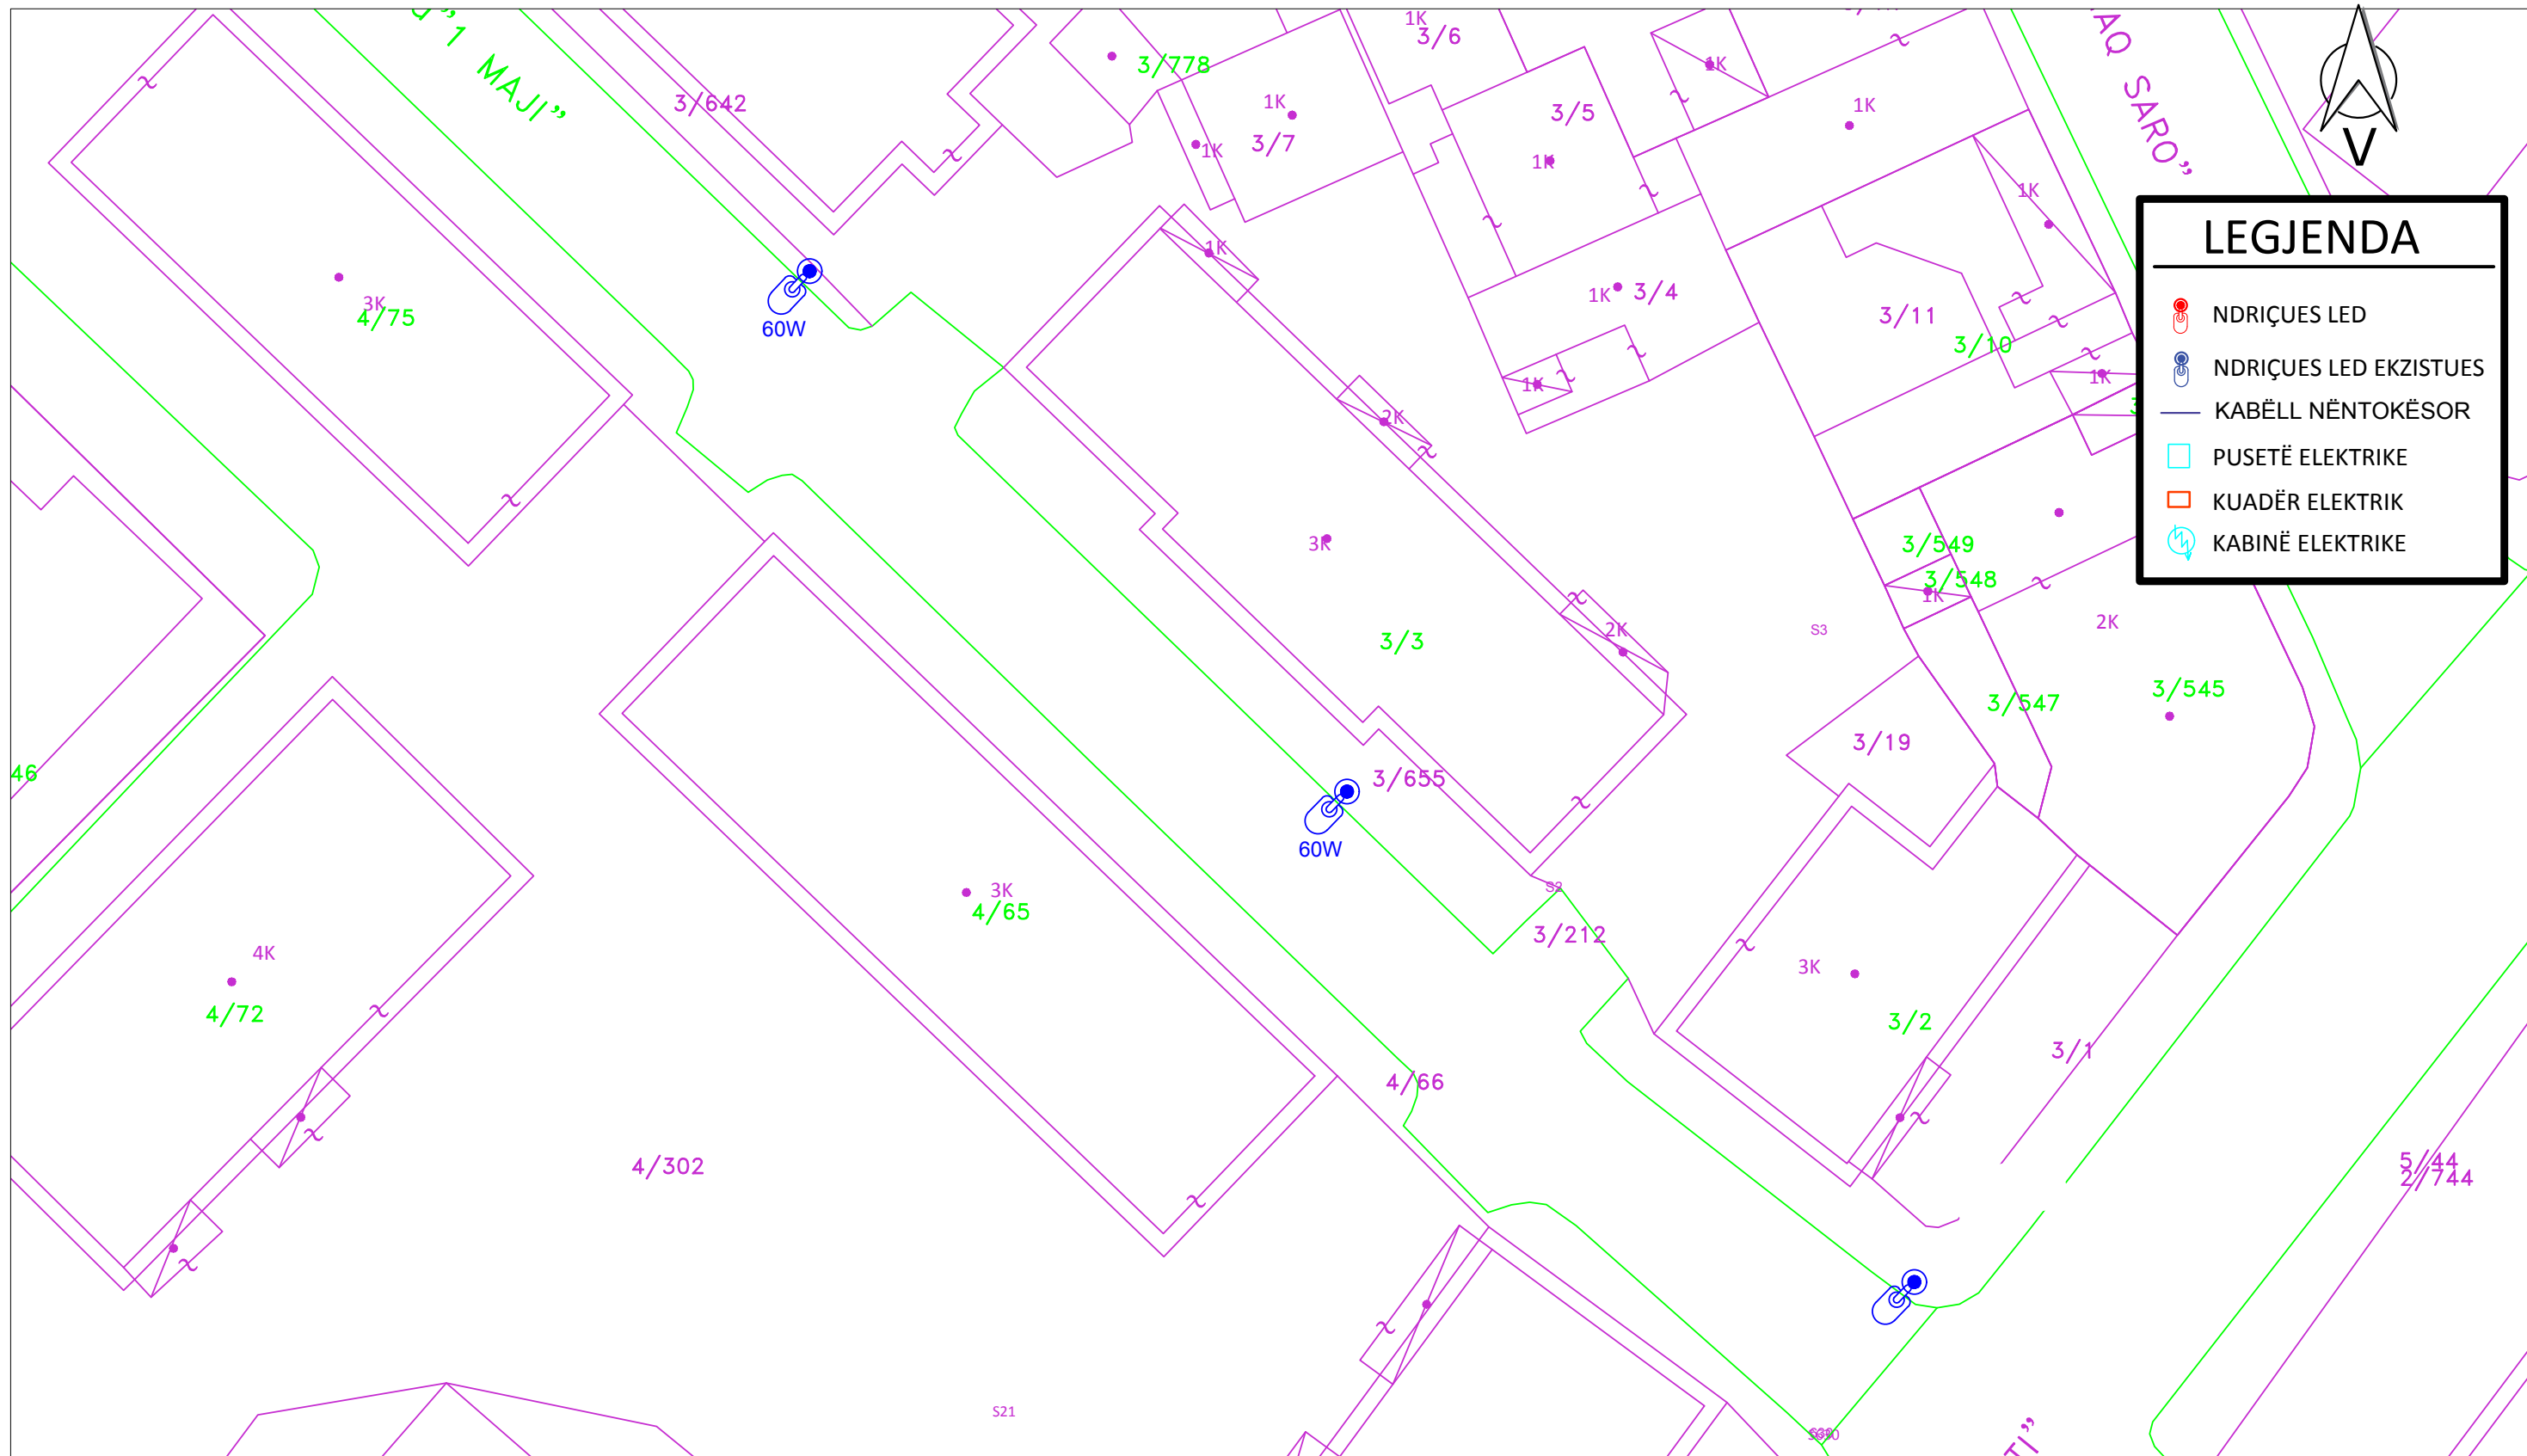 "1 MAJI"
AQ SARO"
V
LEGJENDA
NDRIÇUES LED
NDRIÇUES LED EKZISTUES
KABËLL NËNTOKËSOR
PUSETË ELEKTRIKE
KUADËR ELEKTRIK
KABINË ELEKTRIKE
1K
3/6
3/778
3/642
1K
3/7
1K
3/5
1K
1K
1K
1K
1K
3K
4/75
60W
1K
3/4
3/11
3/10
1K
1K
2K
3K
3/3
2K
S3
3/549
3/548
1K
2K
3/547
3/545
3/19
46
3/655
60W
3K
4/65
S2
3/212
4K
4/72
3K
3/2
3/1
4/66
4/302
5/44
2/744
S21
TI"